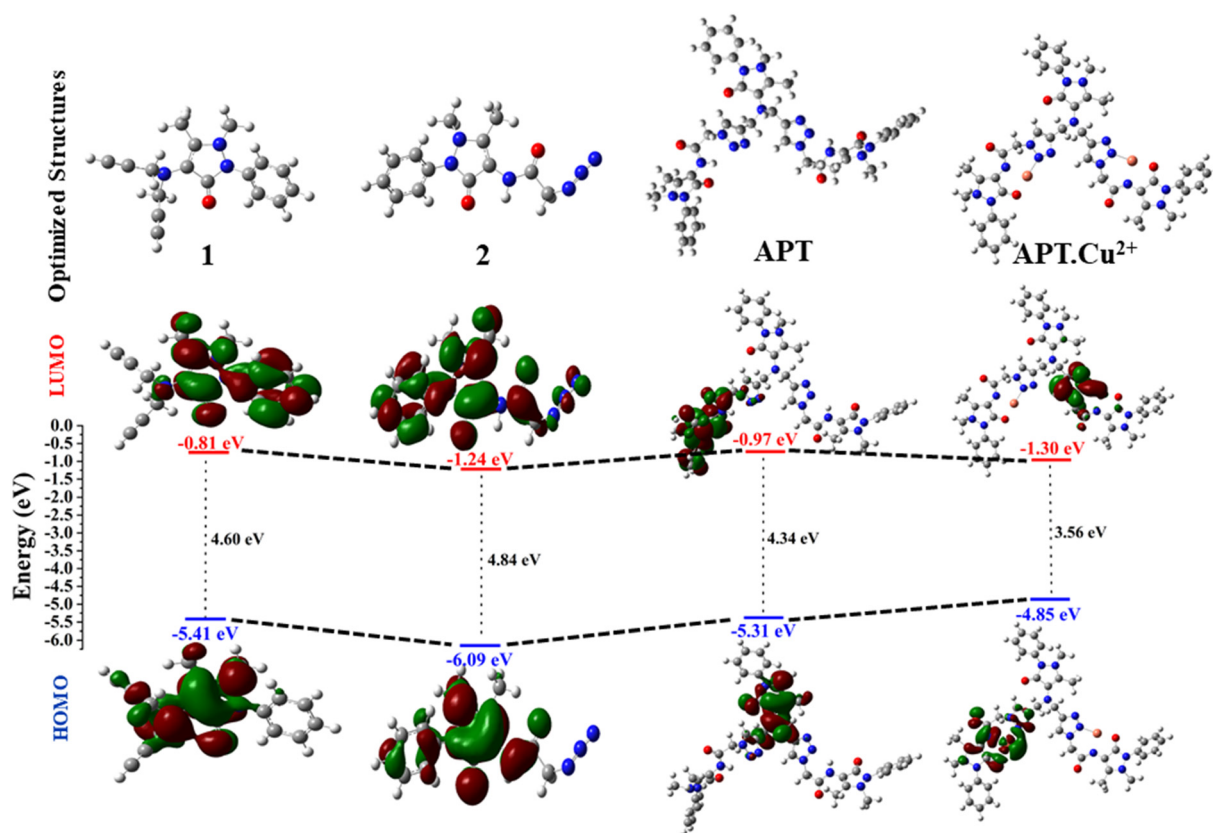 Optimized Structures
1
2
APT
APT.Cu²⁺
LUMO
-0.81 eV
-1.24 eV
-0.97 eV
-1.30 eV
Energy (eV)
0.0
-0.5
-1.0
-1.5
-2.0
-2.5
-3.0
-3.5
-4.0
-4.5
-5.0
-5.5
-6.0
4.60 eV
4.84 eV
4.34 eV
3.56 eV
-5.41 eV
-6.09 eV
-5.31 eV
-4.85 eV
HOMO